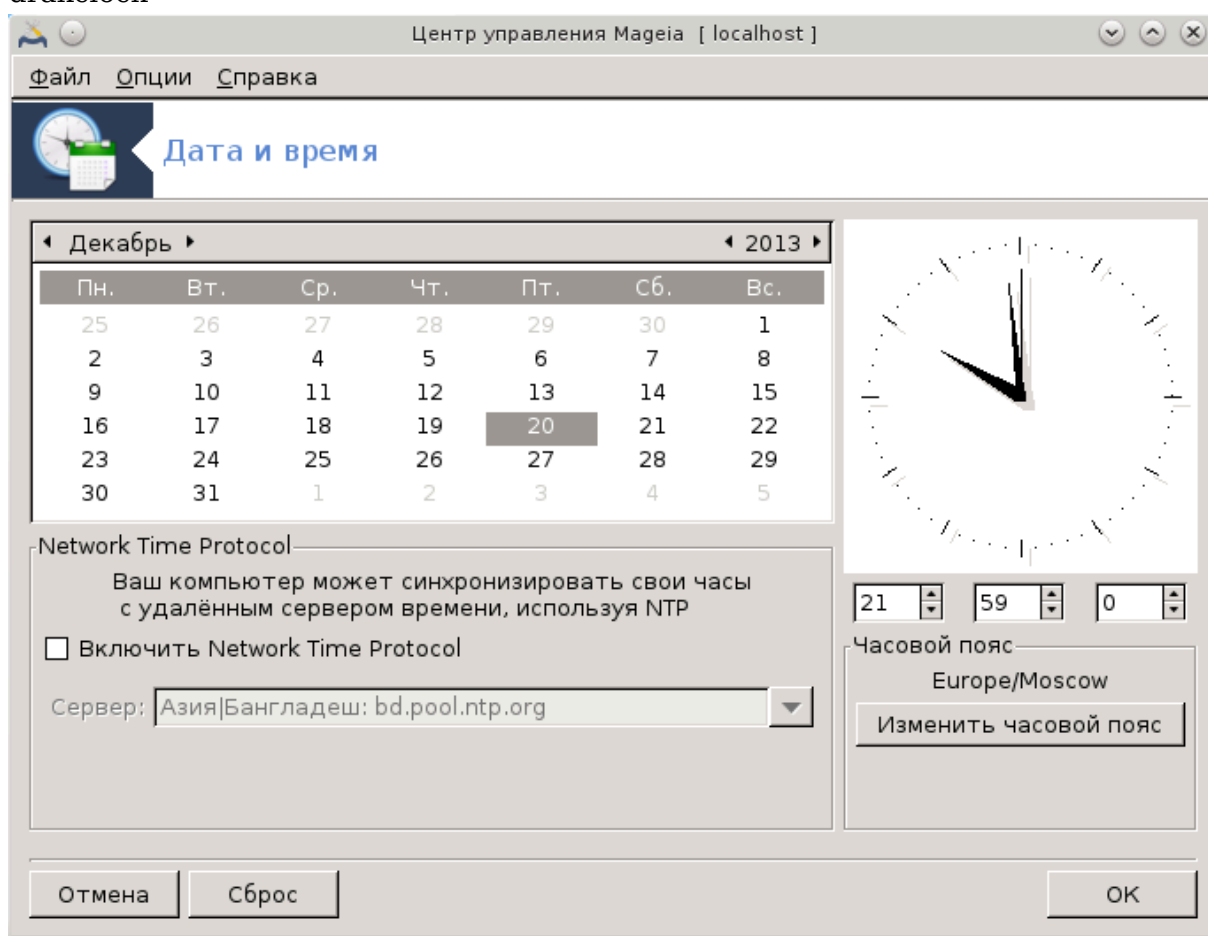 Центр управления Mageia [ localhost ]
Файл Опции Справка
Дата и время
Декабрь 2013
Пн. Вт. Ср. Чт. Пт. Сб. Вс.
25 26 27 28 29 30 1
2 3 4 5 6 7 8
9 10 11 12 13 14 15
16 17 18 19 20 21 22
23 24 25 26 27 28 29
30 31 1 2 3 4 5
Network Time Protocol
Ваш компьютер может синхронизировать свои часы
с удалённым сервером времени, используя NTP
Включить Network Time Protocol
Сервер: Азия|Бангладеш: bd.pool.ntp.org
21 59 0
Часовой пояс
Europe/Moscow
Изменить часовой пояс
Отмена Сброс OK